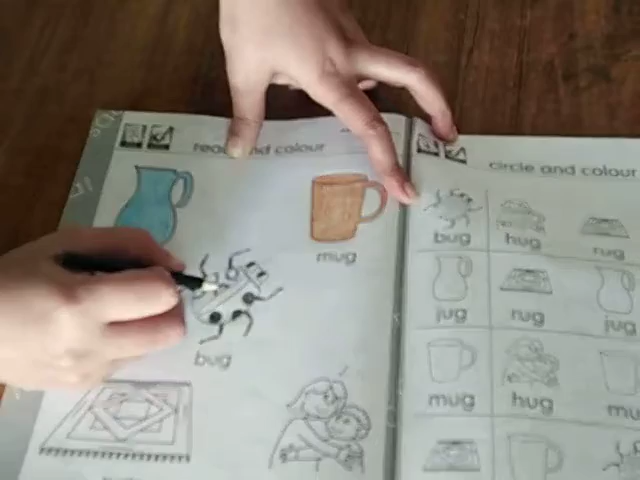 read and colour
mug
bug
circle and colour
bug hug rug
jug rug jug
mug hug mu